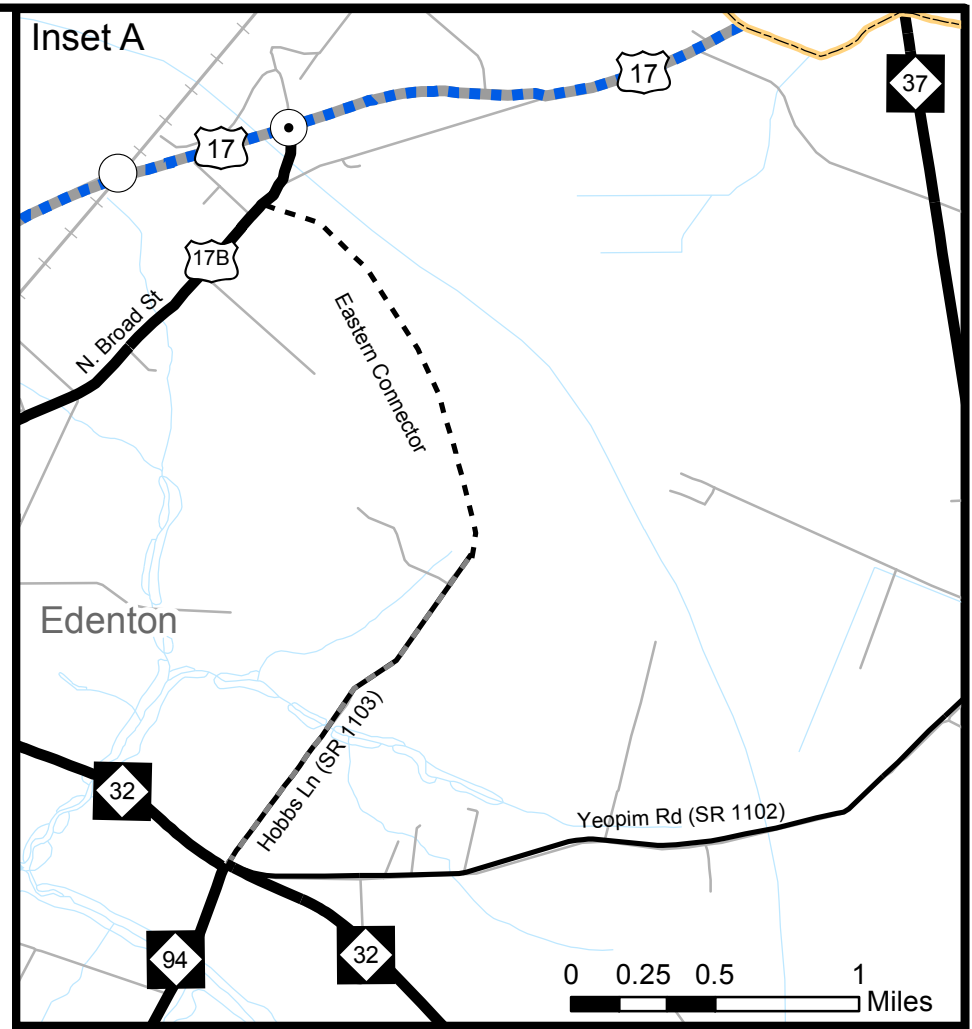 Inset A
17
37
17
17B
N. Broad St
Eastern Connector
Edenton
Hobbs Ln (SR 1103)
32
Yeopim Rd (SR 1102)
94
32
0 0.25 0.5 1
Miles